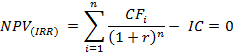 NPV(IRR) = ∑_{i=1}^{n} CF_i / (1 + r)^n − IC = 0